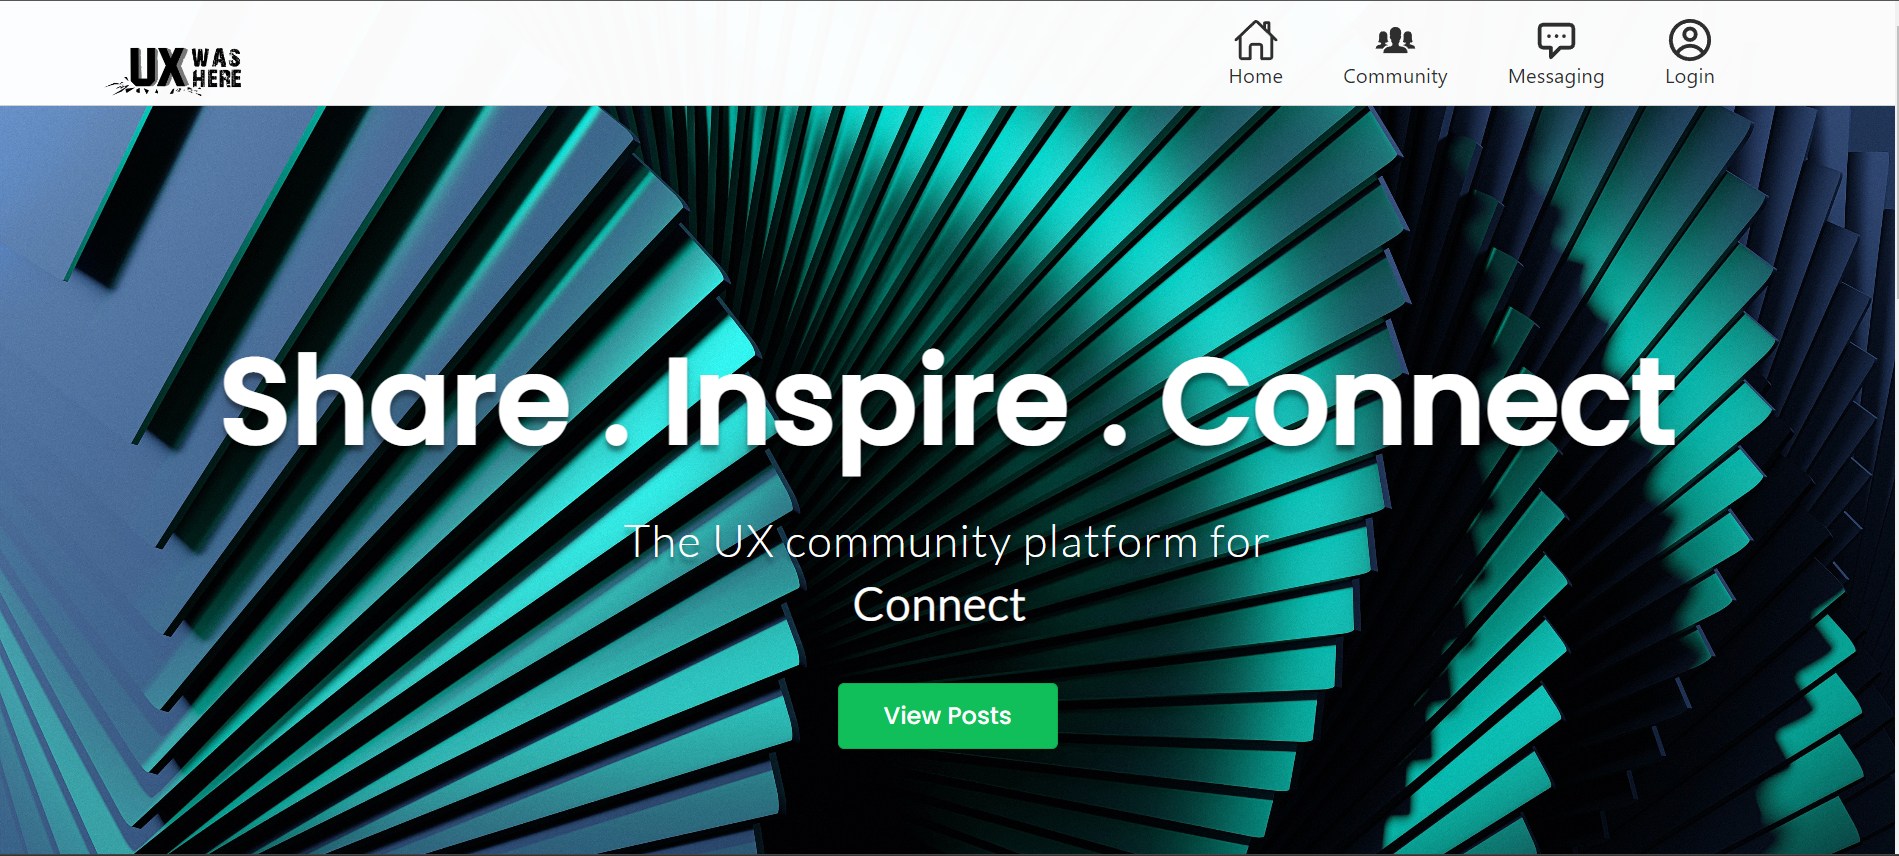 UX WAS HERE
Home Community Messaging Login
Share . Inspire . Connect
The UX community platform for
Connect
View Posts